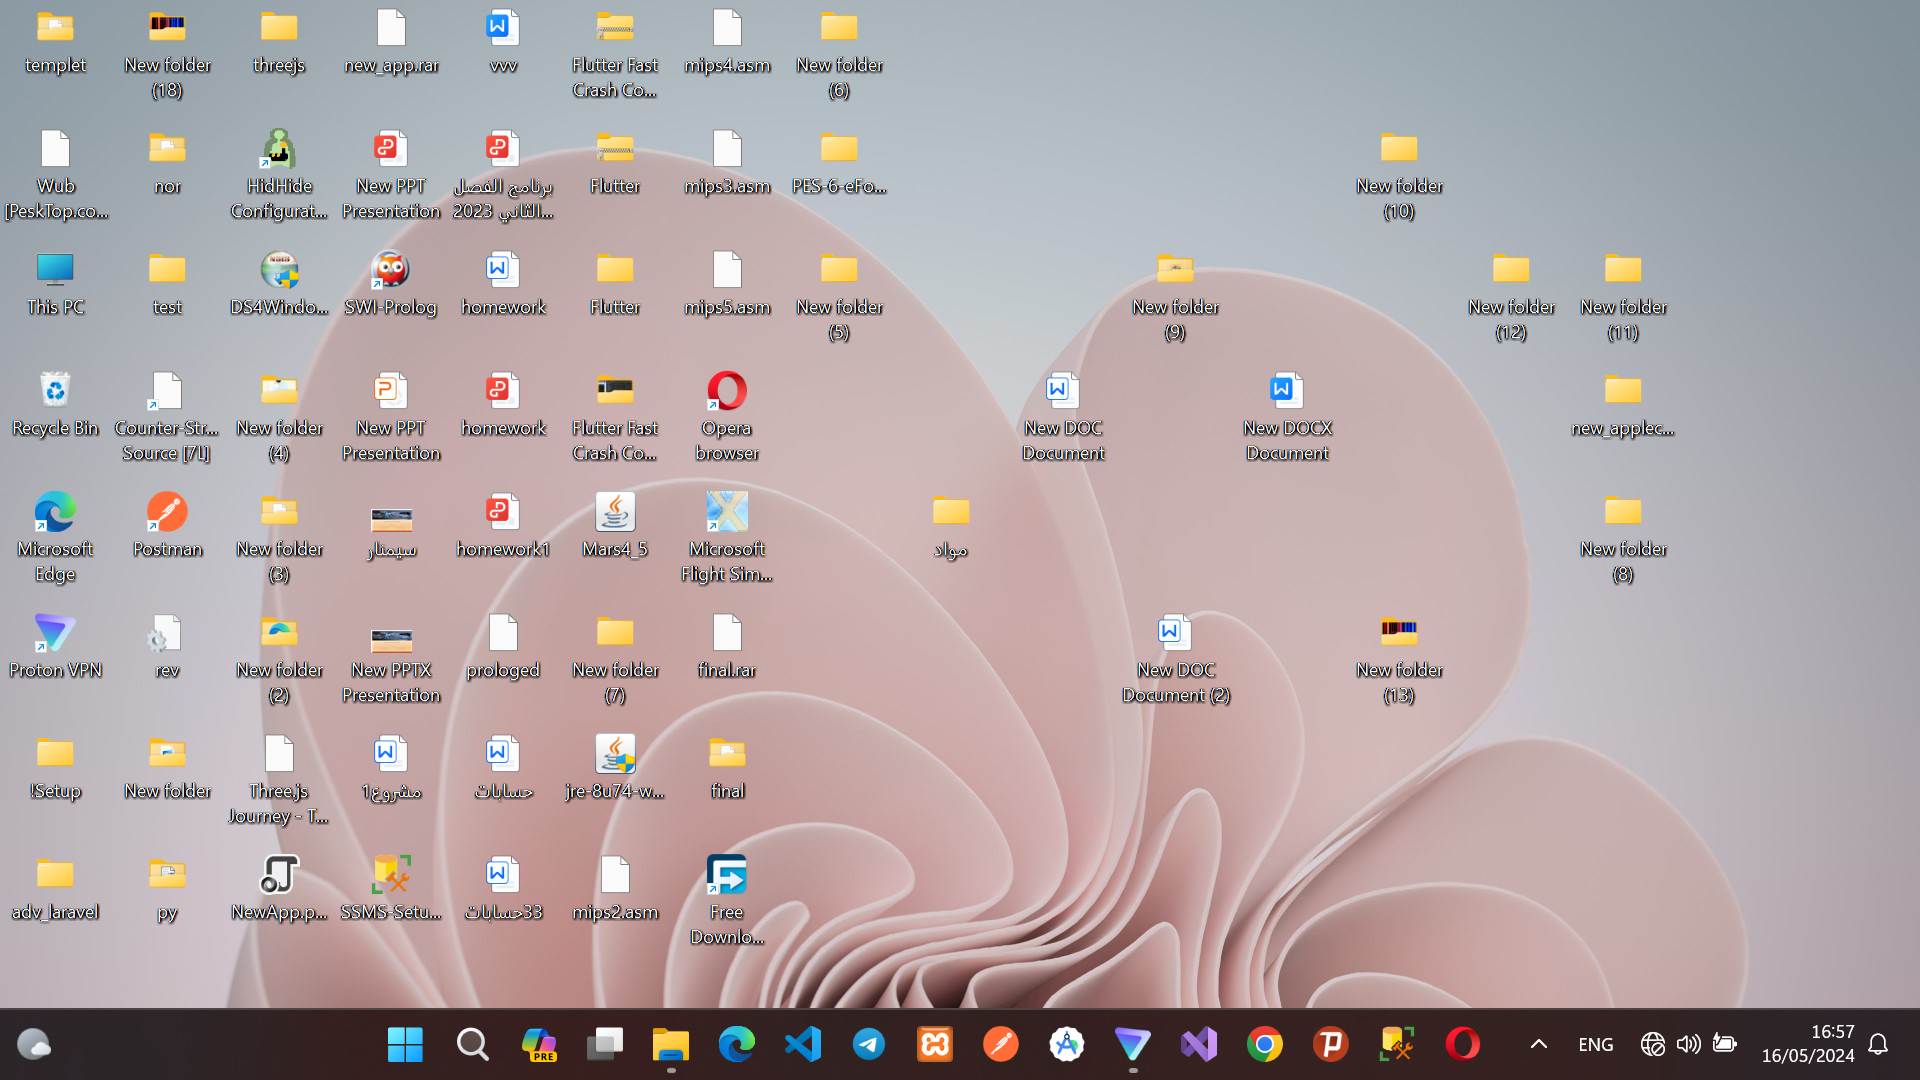 templet
New folder
(18)
threejs
new_app.rar
vvv
Flutter Fast
Crash Co...
mips4.asm
New folder
(6)
Wub
[PeskTop.co...
nor
HidHide
Configurat...
New PPT
Presentation
برنامج الفصل
الثاني 2023...
Flutter
mips3.asm
PES-6-eFo...
New folder
(10)
This PC
test
DS4Windo...
SWI-Prolog
homework
Flutter
mips5.asm
New folder
(5)
New folder
(9)
New folder
(12)
New folder
(11)
Recycle Bin
Counter-Str...
Source [7L]
New folder
(4)
New PPT
Presentation
homework
Flutter Fast
Crash Co...
Opera
browser
New DOC
Document
New DOCX
Document
new_applec...
Microsoft
Edge
Postman
New folder
(3)
سيمنار
homework1
Mars4_5
Microsoft
Flight Sim...
مواد
New folder
(8)
Proton VPN
rev
New folder
(2)
New PPTX
Presentation
prologed
New folder
(7)
final.rar
New DOC
Document (2)
New folder
(13)
!Setup
New folder
Three.js
Journey - T...
مشروع1
حسابات
jre-8u74-w...
final
adv_laravel
py
NewApp.p...
SSMS-Setu...
حسابات33
mips2.asm
Free
Downlo...
PRE
ENG
16:57
16/05/2024